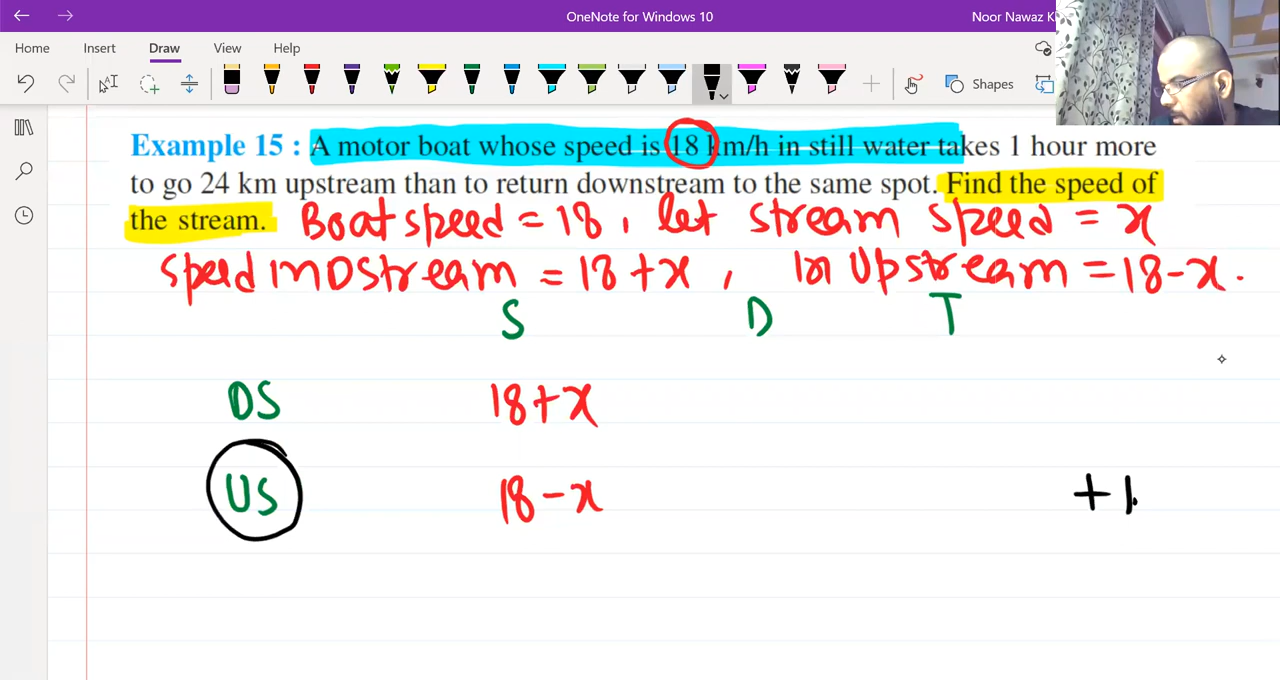 OneNote for Windows 10
Noor Nawaz K
Home Insert Draw View Help
Shapes
Example 15 : A motor boat whose speed is 18 km/h in still water takes 1 hour more
to go 24 km upstream than to return downstream to the same spot. Find the speed of
the stream. Boat speed = 18, let stream speed = x
Speed in Dstream = 18 + x, in Upstream = 18 - x.
S D T
DS 18 + x
US 18 - x + 1